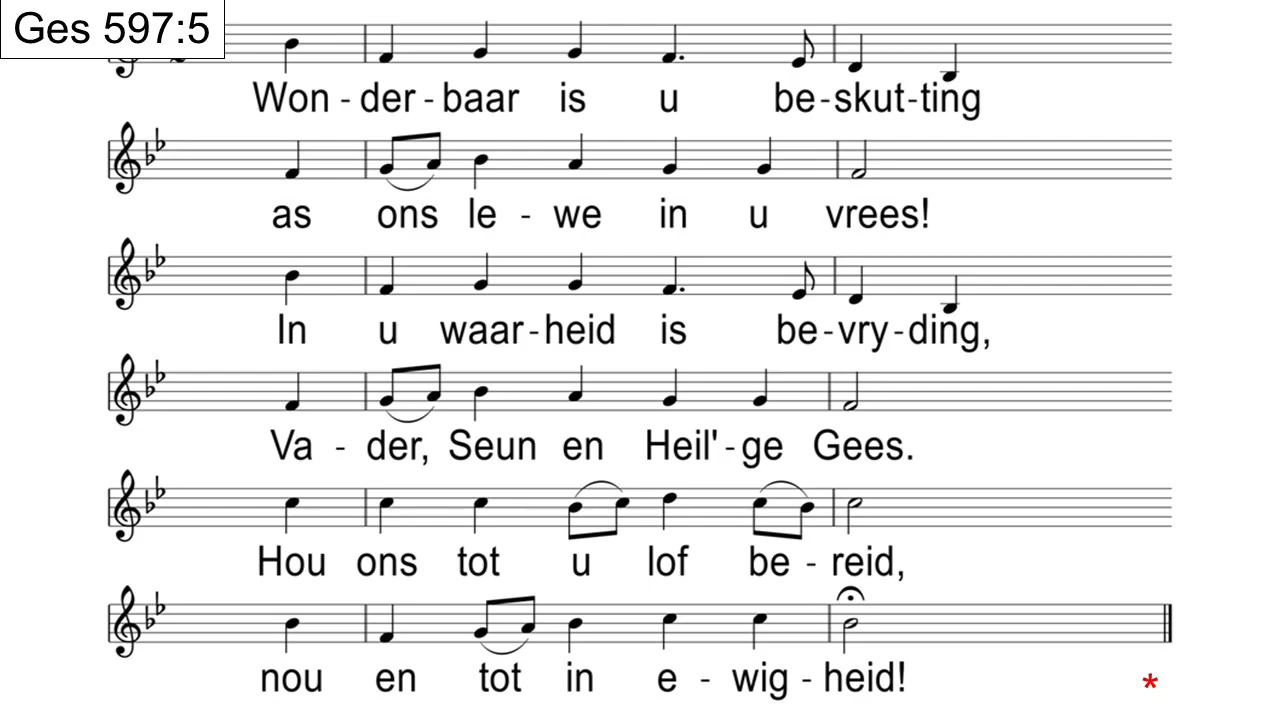 Ges 597:5
Won - der - baar is u be - skut - ting
as ons le - we in u vrees!
In u waar - heid is be - vry - ding,
Va - der, Seun en Heil' - ge Gees.
Hou ons tot u lof be - reid,
nou en tot in e - wig - heid!
*